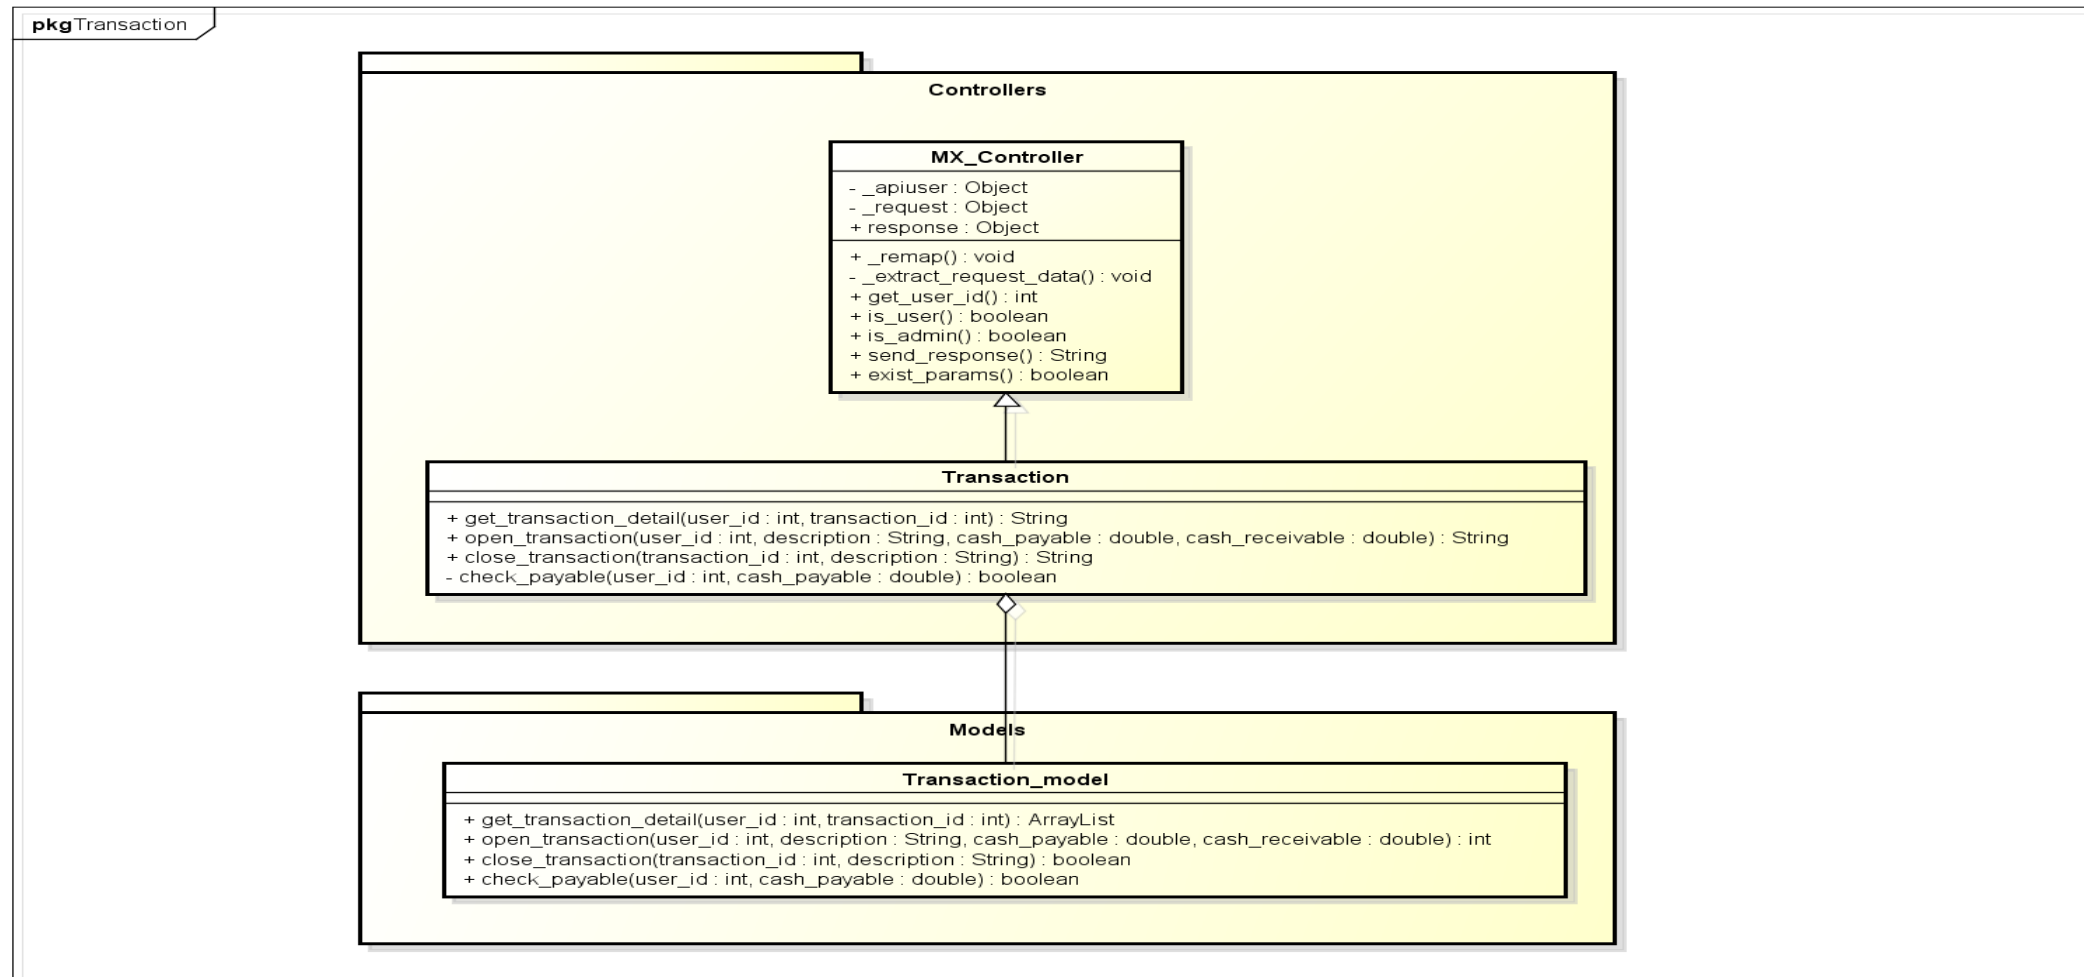 pkgTransaction
Controllers
MX_Controller
- _apiuser : Object
- _request : Object
+ response : Object
+ _remap() : void
- _extract_request_data() : void
+ get_user_id() : int
+ is_user() : boolean
+ is_admin() : boolean
+ send_response() : String
+ exist_params() : boolean
Transaction
+ get_transaction_detail(user_id : int, transaction_id : int) : String
+ open_transaction(user_id : int, description : String, cash_payable : double, cash_receivable : double) : String
+ close_transaction(transaction_id : int, description : String) : String
- check_payable(user_id : int, cash_payable : double) : boolean
Models
Transaction_model
+ get_transaction_detail(user_id : int, transaction_id : int) : ArrayList
+ open_transaction(user_id : int, description : String, cash_payable : double, cash_receivable : double) : int
+ close_transaction(transaction_id : int, description : String) : boolean
+ check_payable(user_id : int, cash_payable : double) : boolean